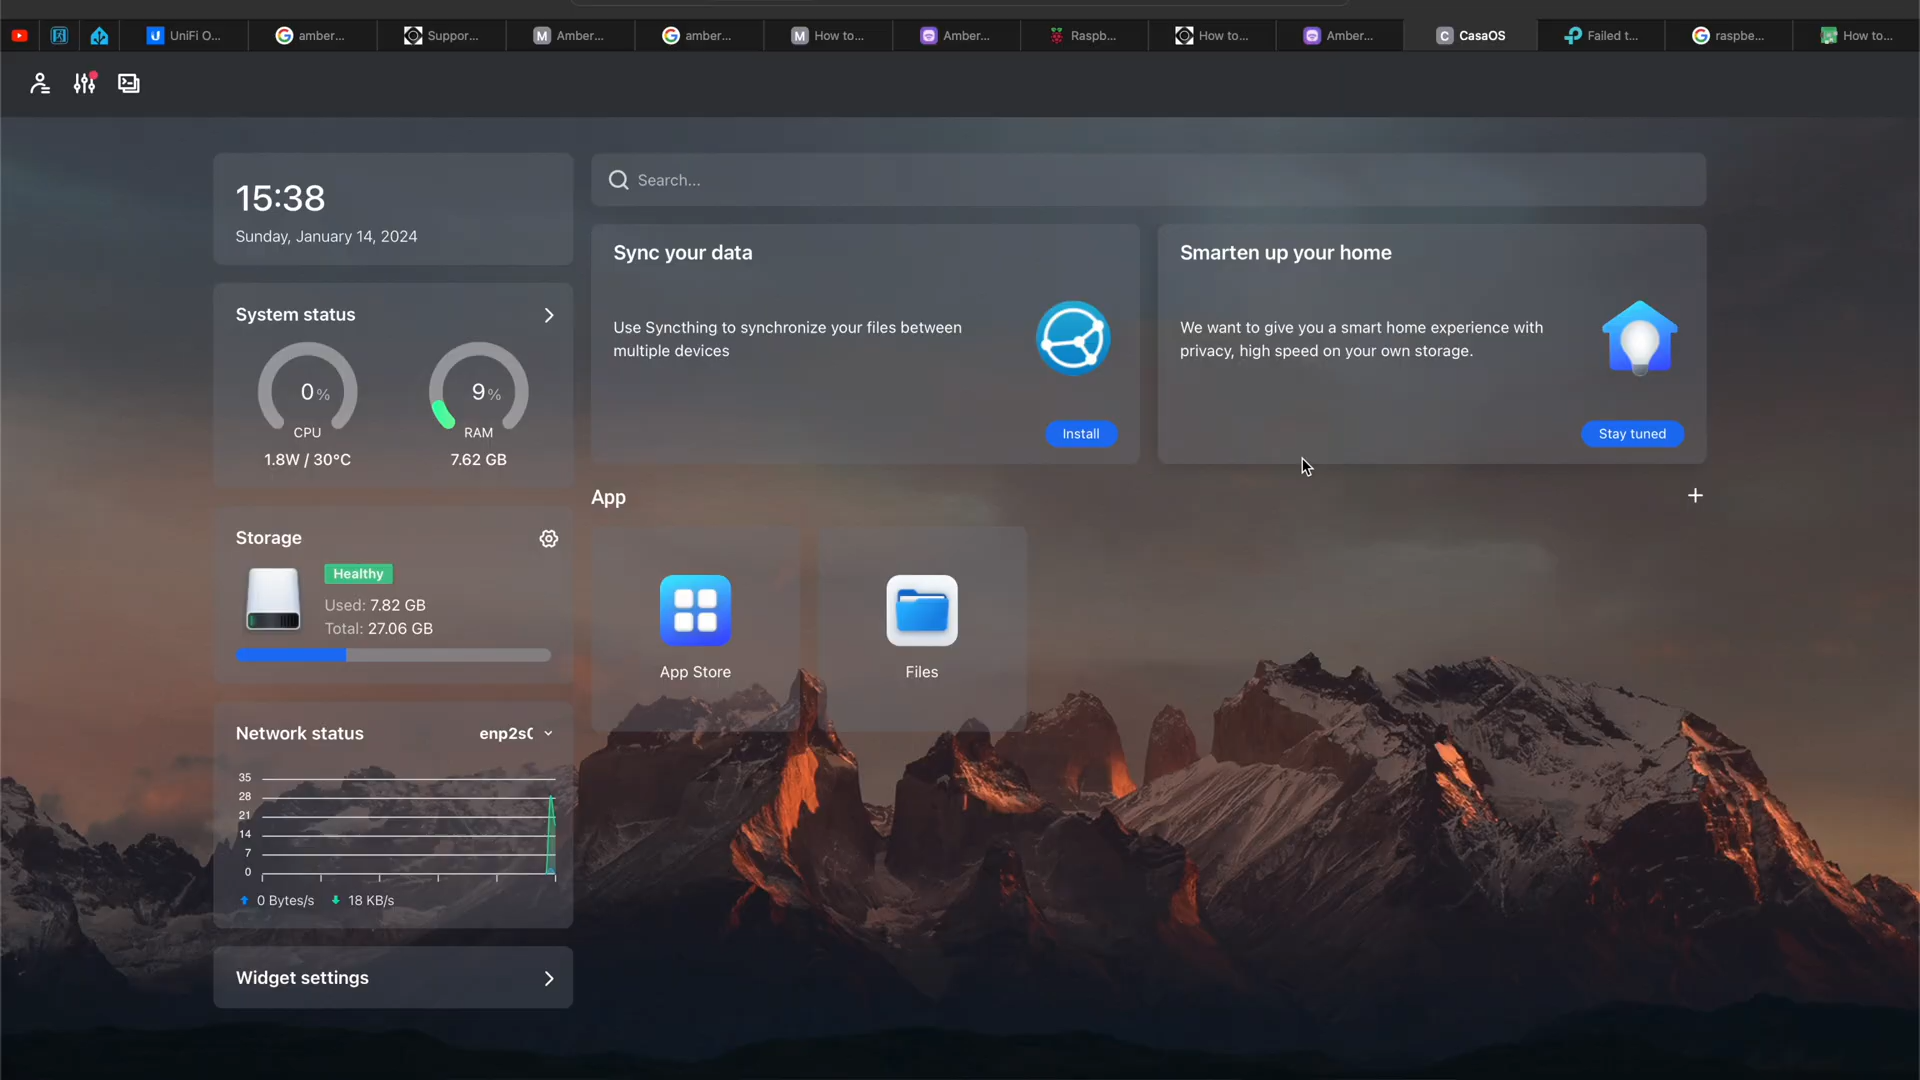 UniFi O...
amber...
Suppor...
Amber...
amber...
How to...
Amber...
Raspb...
How to...
Amber...
CasaOS
Failed t...
raspbe...
How to...
15:38
Sunday, January 14, 2024
System status
0%
CPU
1.8W / 30°C
9%
RAM
7.62 GB
Storage
Healthy
Used: 7.82 GB
Total: 27.06 GB
Network status
enp2s0
35
28
21
14
7
0
0 Bytes/s
18 KB/s
Widget settings
Search...
Sync your data
Use Syncthing to synchronize your files between
multiple devices
Install
Smarten up your home
We want to give you a smart home experience with
privacy, high speed on your own storage.
Stay tuned
App
App Store
Files